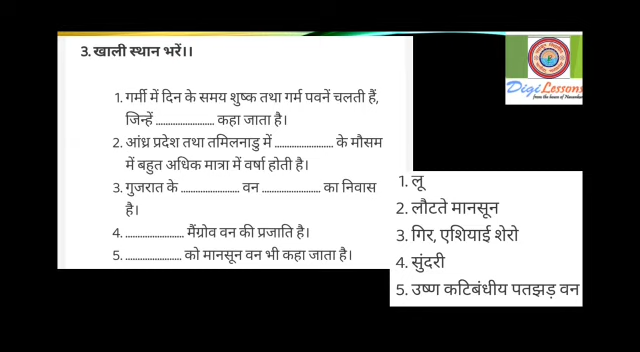 3. खाली स्थान भरें।।
1. गर्मी में दिन के समय शुष्क तथा गर्म पवनें चलती हैं,
जिन्हें ........................ कहा जाता है।
2. आंध्र प्रदेश तथा तमिलनाडु में ........................ के मौसम
में बहुत अधिक मात्रा में वर्षा होती है।
3. गुजरात के ........................ वन ........................ का निवास
है।
4. ........................ मैंग्रोव वन की प्रजाति है।
5. ....................... को मानसून वन भी कहा जाता है।
DigiLessons
1. लू
2. लौटते मानसून
3. गिर, एशियाई शेरो
4. सुंदरी
5. उष्ण कटिबंधीय पतझड़ वन